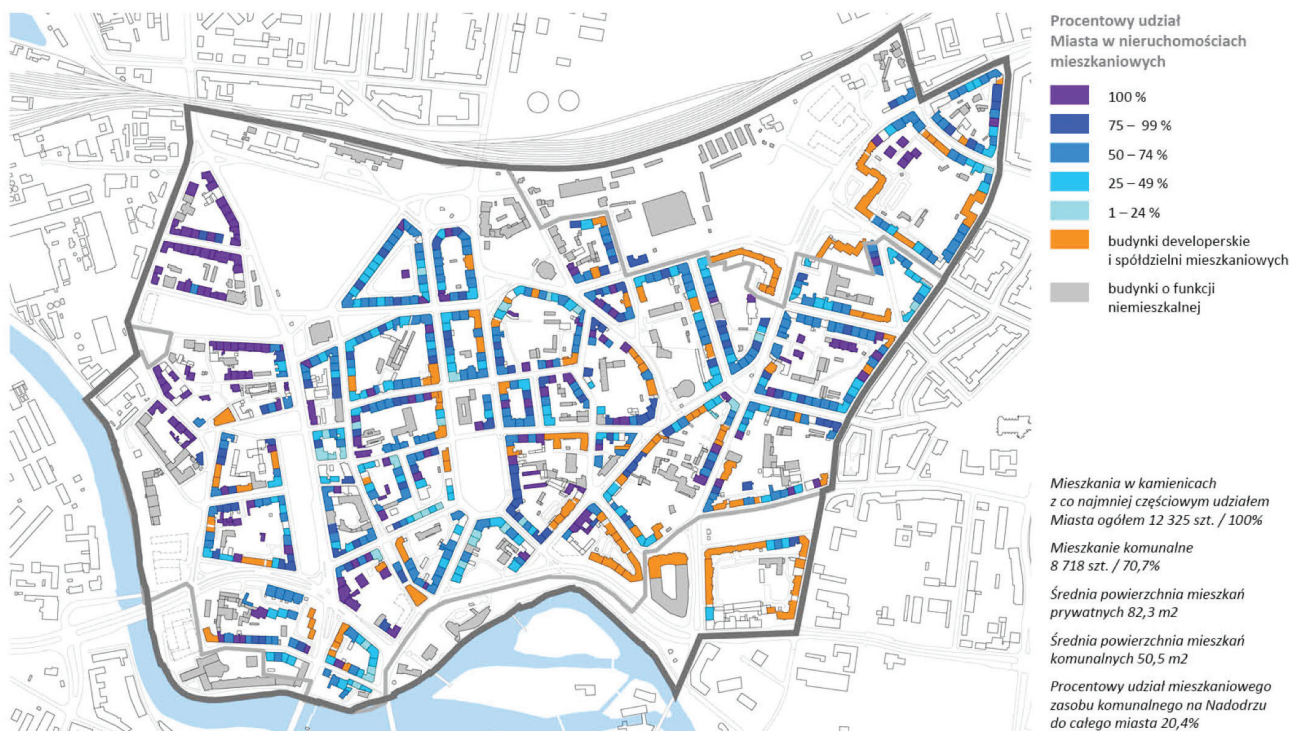 Procentowy udział
Miasta w nieruchomościach
mieszkaniowych
100 %
75 – 99 %
50 – 74 %
25 – 49 %
1 – 24 %
budynki developerskie
i spółdzielni mieszkaniowych
budynki o funkcji
niemieszkalnej
Mieszkania w kamienicach
z co najmniej częściowym udziałem
Miasta ogółem 12 325 szt. / 100%
Mieszkanie komunalne
8 718 szt. / 70,7%
Średnia powierzchnia mieszkań
prywatnych 82,3 m2
Średnia powierzchnia mieszkań
komunalnych 50,5 m2
Procentowy udział mieszkaniowego
zasobu komunalnego na Nadodrzu
do całego miasta 20,4%